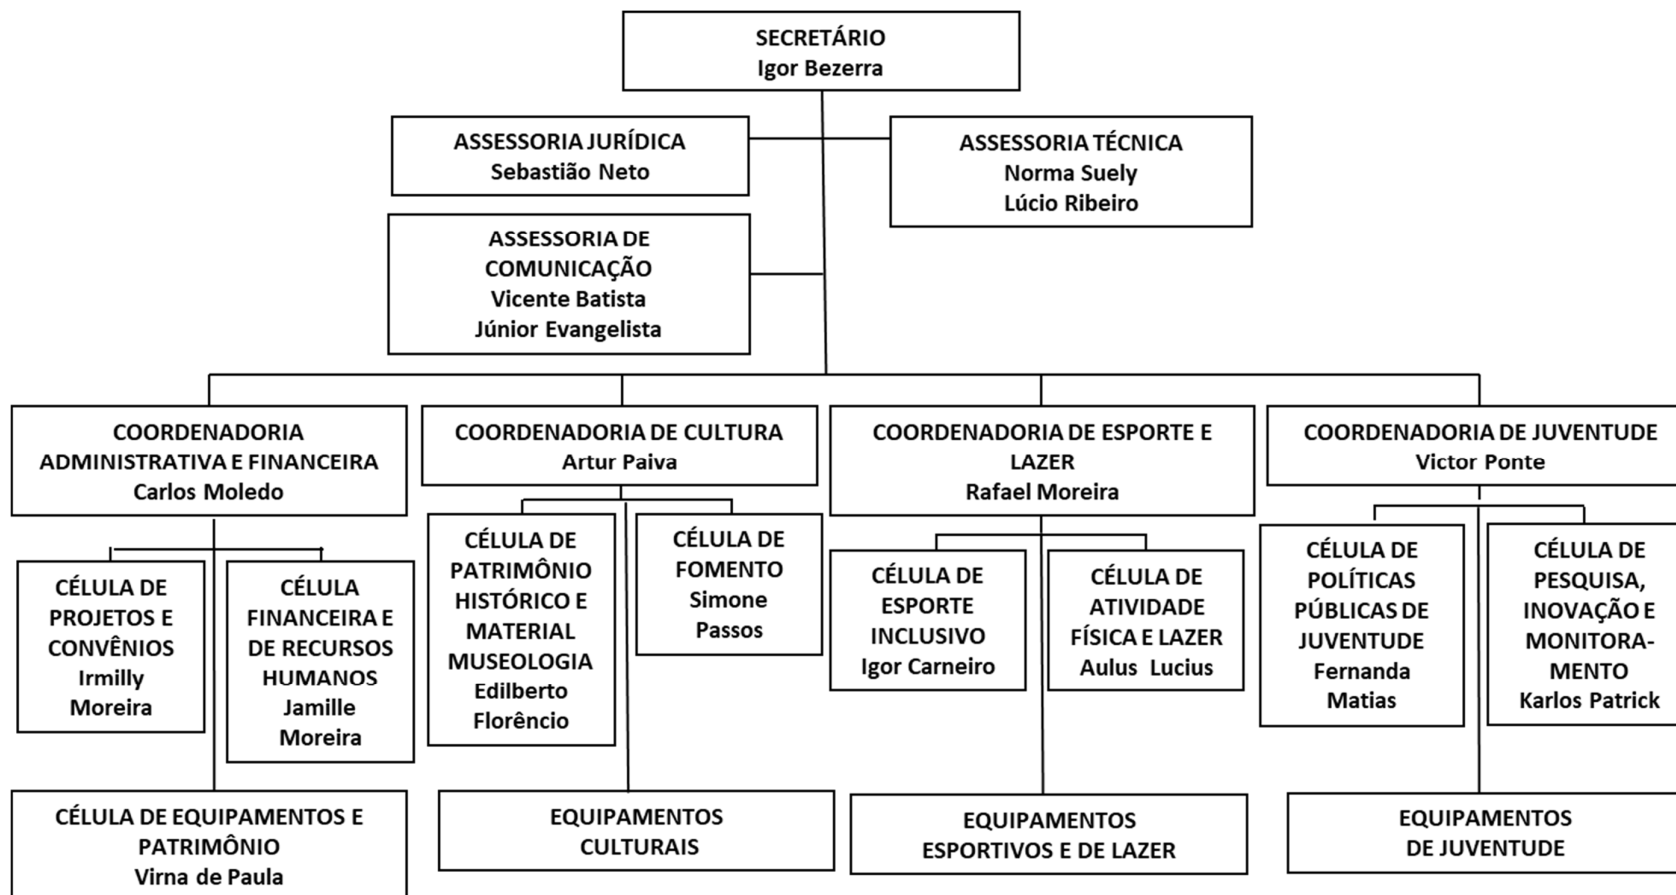 SECRETÁRIO
Igor Bezerra
ASSESSORIA JURÍDICA
Sebastião Neto
ASSESSORIA TÉCNICA
Norma Suely
Lúcio Ribeiro
ASSESSORIA DE
COMUNICAÇÃO
Vicente Batista
Júnior Evangelista
COORDENADORIA
ADMINISTRATIVA E FINANCEIRA
Carlos Moledo
COORDENADORIA DE CULTURA
Artur Paiva
COORDENADORIA DE ESPORTE E
LAZER
Rafael Moreira
COORDENADORIA DE JUVENTUDE
Victor Ponte
CÉLULA DE
PROJETOS E
CONVÊNIOS
Irmilly
Moreira
CÉLULA
FINANCEIRA E
DE RECURSOS
HUMANOS
Jamille
Moreira
CÉLULA DE
PATRIMÔNIO
HISTÓRICO E
MATERIAL
MUSEOLOGIA
Edilberto
Florêncio
CÉLULA DE
FOMENTO
Simone
Passos
CÉLULA DE
ESPORTE
INCLUSIVO
Igor Carneiro
CÉLULA DE
ATIVIDADE
FÍSICA E LAZER
Aulus Lucius
CÉLULA DE
POLÍTICAS
PÚBLICAS DE
JUVENTUDE
Fernanda
Matias
CÉLULA DE
PESQUISA,
INOVAÇÃO E
MONITORA-
MENTO
Karlos Patrick
CÉLULA DE EQUIPAMENTOS E
PATRIMÔNIO
Virna de Paula
EQUIPAMENTOS
CULTURAIS
EQUIPAMENTOS
ESPORTIVOS E DE LAZER
EQUIPAMENTOS
DE JUVENTUDE